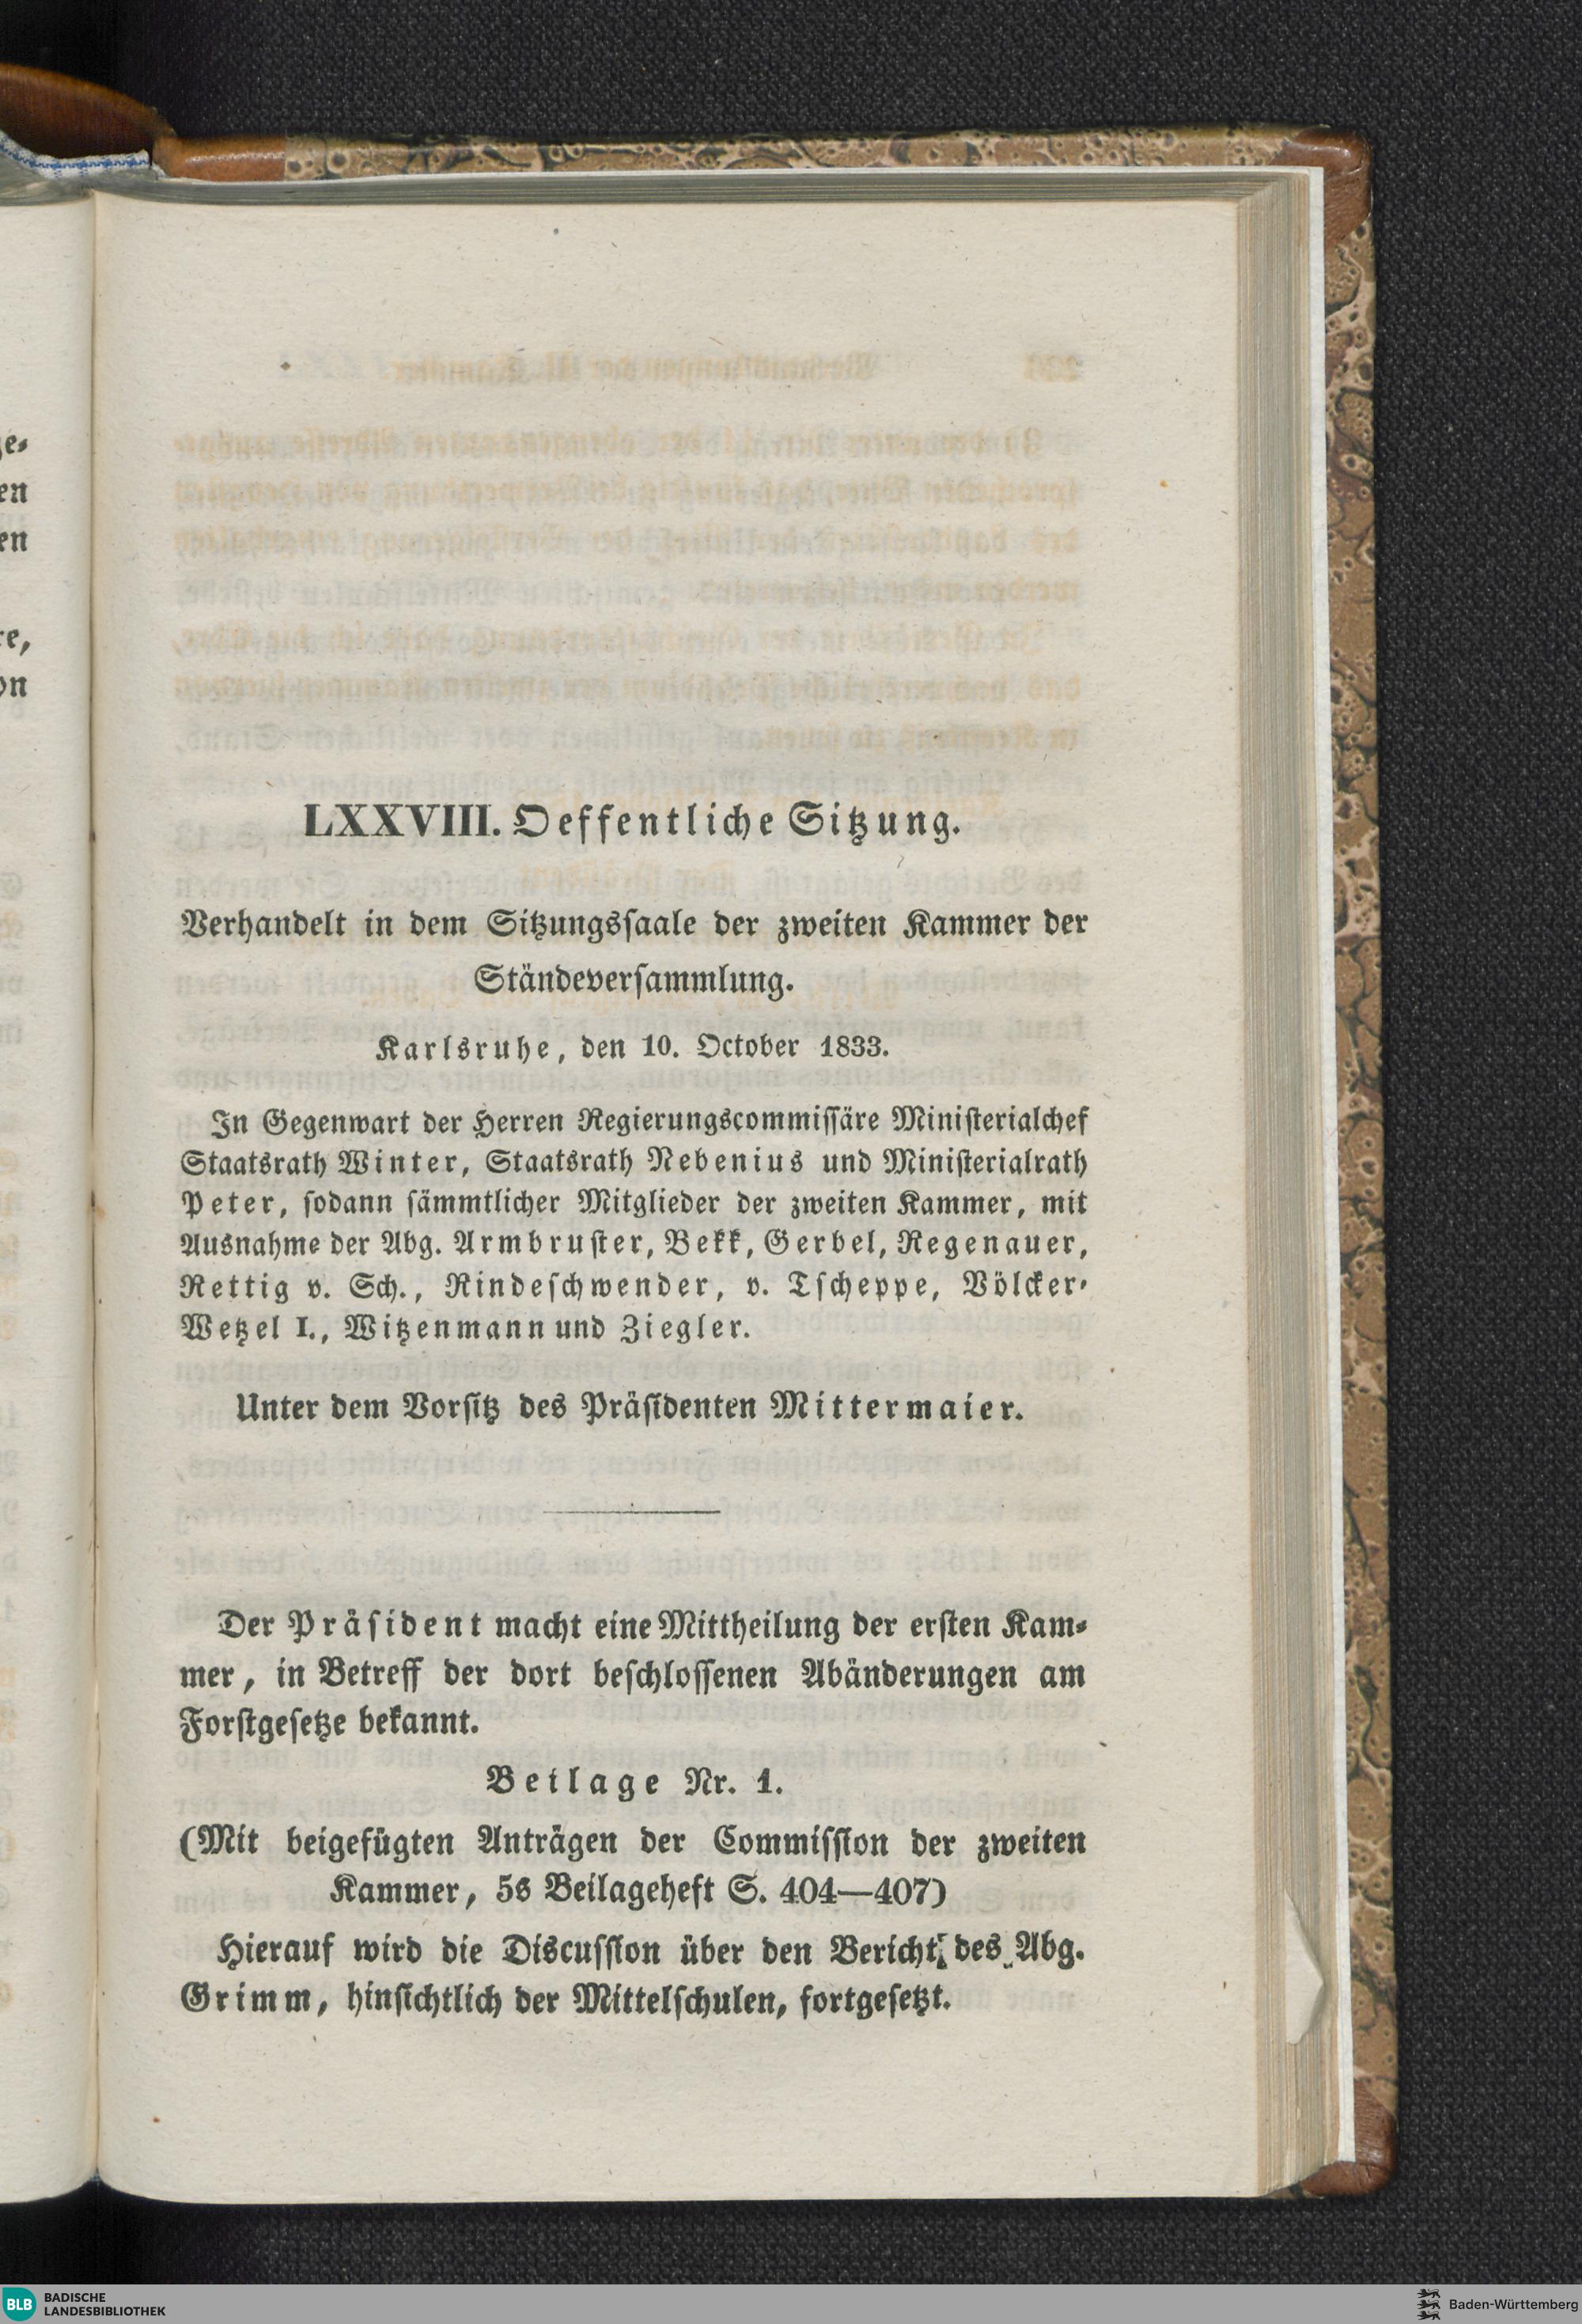 LXXVIII. Oeffentliche Sitzung.
Verhandelt in dem Sitzungsſaale der zweiten Kammer der
Ständeverſammlung.
Karlsruhe, den 10. October 1833.
In Gegenwart der Herren Regierungscommiſſäre Miniſterialchef
Staatsrath Winter, Staatsrath Nebenius und Miniſterialrath
Peter, ſodann ſämmtlicher Mitglieder der zweiten Kammer, mit
Ausnahme der Abg. Armbruſter, Bekk, Gerbel, Regenauer,
Rettig v. Sch., Rindeſchwender, v. Tſcheppe, Völcker-
Wetzel I., Witzenmann und Ziegler.
Unter dem Vorſitz des Präſidenten Mittermaier.
Der Präſident macht eine Mittheilung der erſten Kam-
mer, in Betreff der dort beſchloſſenen Abänderungen am
Forſtgeſetze bekannt.
Beilage Nr. 1.
(Mit beigefügten Anträgen der Commiſſion der zweiten
Kammer, 5s Beilageheft S. 404—407)
Hierauf wird die Discuſſion über den Bericht des Abg.
Grimm, hinſichtlich der Mittelſchulen, fortgeſetzt.
BLB BADISCHE
LANDESBIBLIOTHEK
Baden-Württemberg